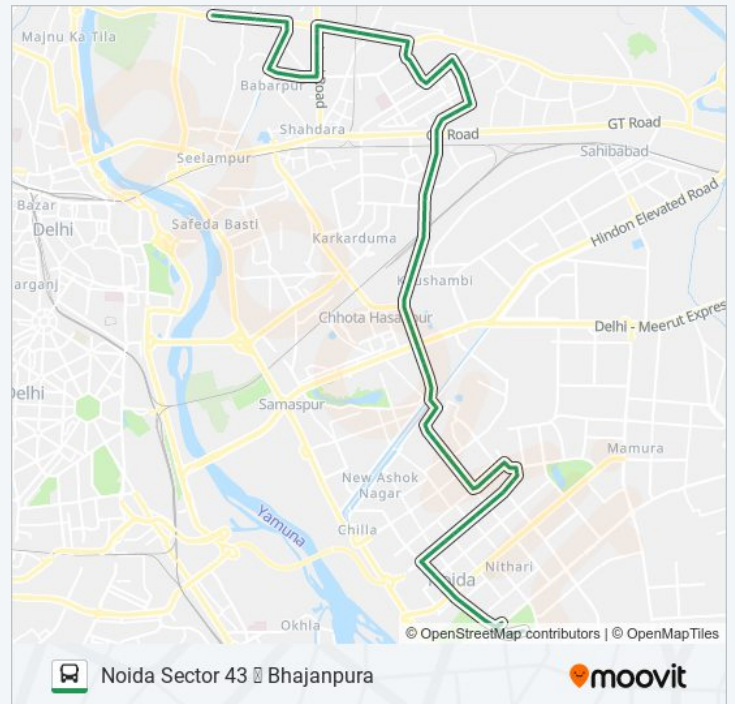 Majnu Ka Tila
Babarpur
Road
Shahdara
GT Road
GT Road
Seelampur
Sahibabad
Bazar
Safeda Basti
Hindon Elevated Road
Delhi
Karkarduma
arganj
Kaushambi
Chhota Hasanpur
Delhi - Meerut Expres
Delhi
Samaspur
Mamura
New Ashok
Nagar
Yamuna
Chilla
Nithari
Noida
Okhla
© OpenStreetMap contributors | © OpenMapTiles
Noida Sector 43 Bhajanpura
moovit